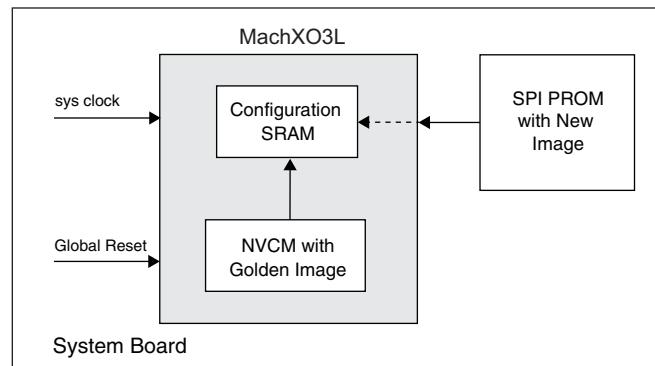 MachXO3L
sys clock
Configuration
SRAM
SPI PROM
with New
Image
Global Reset
NVCM with
Golden Image
System Board